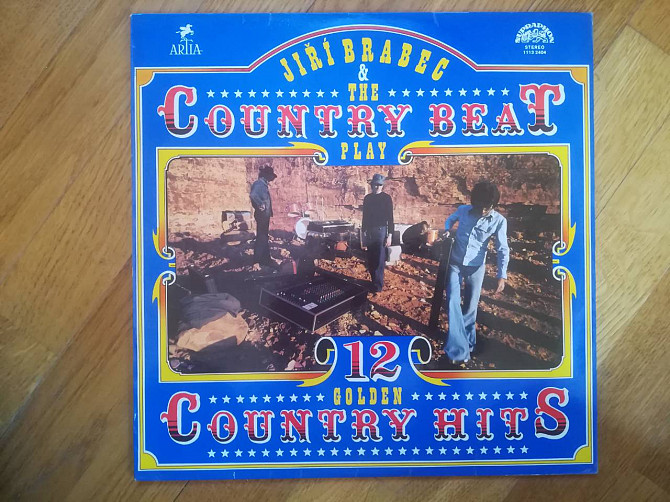 ARTIA
SUPRAPHON
STEREO
1113 2404
JIŘÍ BRABEC
&
THE
COUNTRY BEAT
PLAY
12
GOLDEN
COUNTRY HITS